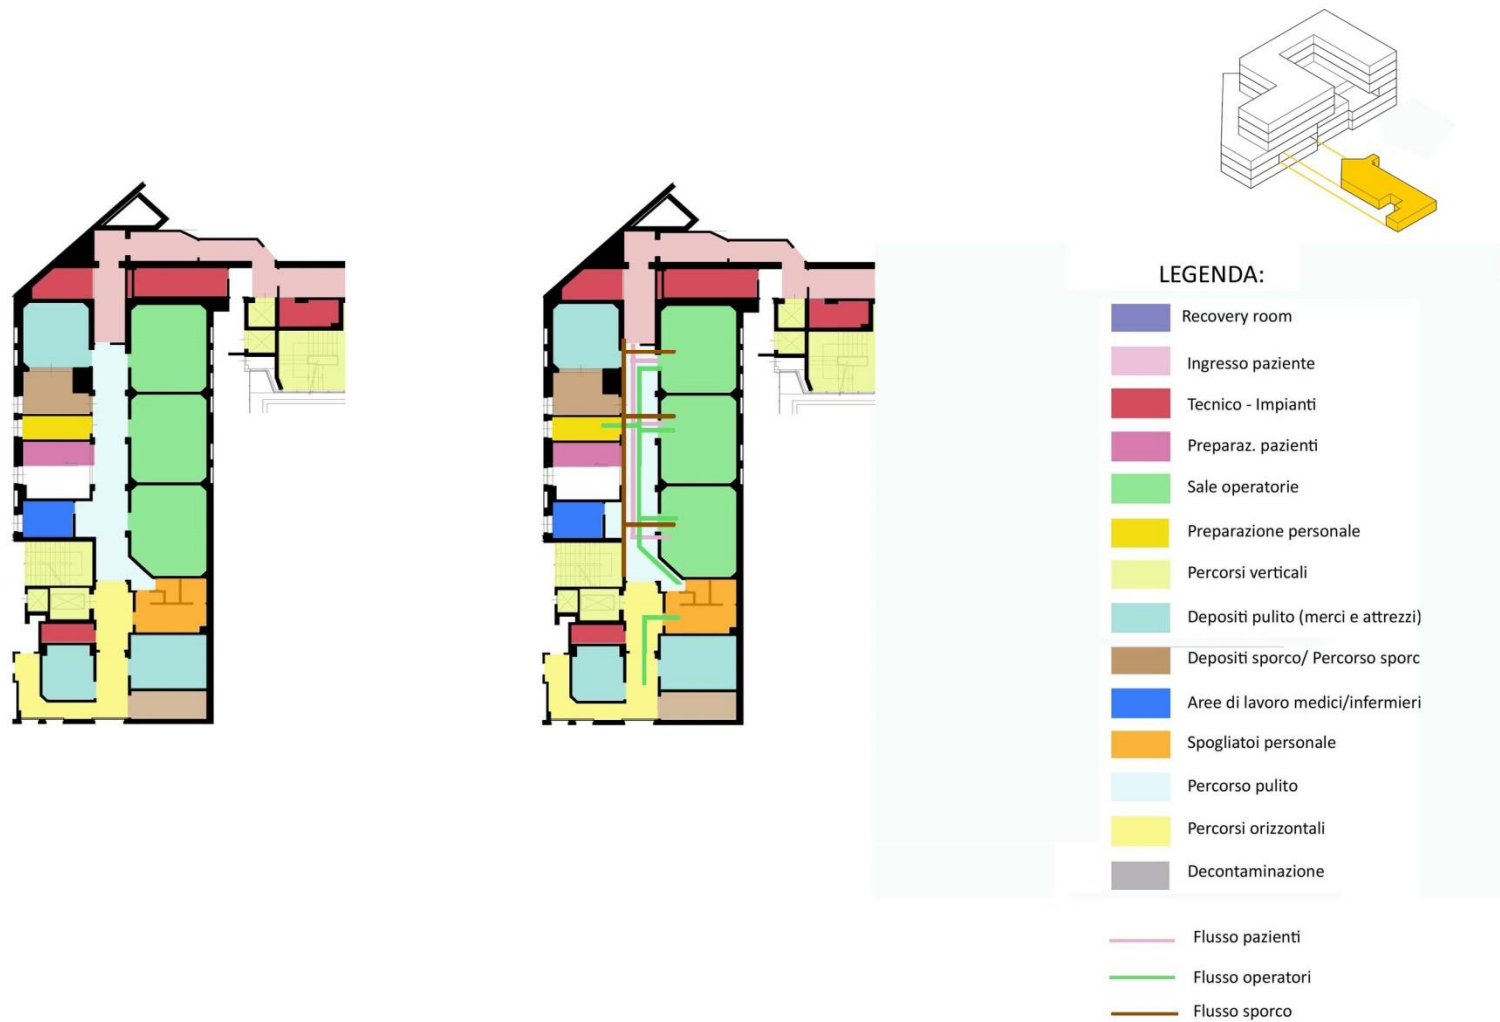 LEGENDA:
Recovery room
Ingresso paziente
Tecnico - Impianti
Preparaz. pazienti
Sale operatorie
Preparazione personale
Percorsi verticali
Depositi pulito (merci e attrezzi)
Depositi sporco/ Percorso sporc
Aree di lavoro medici/infermieri
Spogliatoi personale
Percorso pulito
Percorsi orizzontali
Decontaminazione
Flusso pazienti
Flusso operatori
Flusso sporco